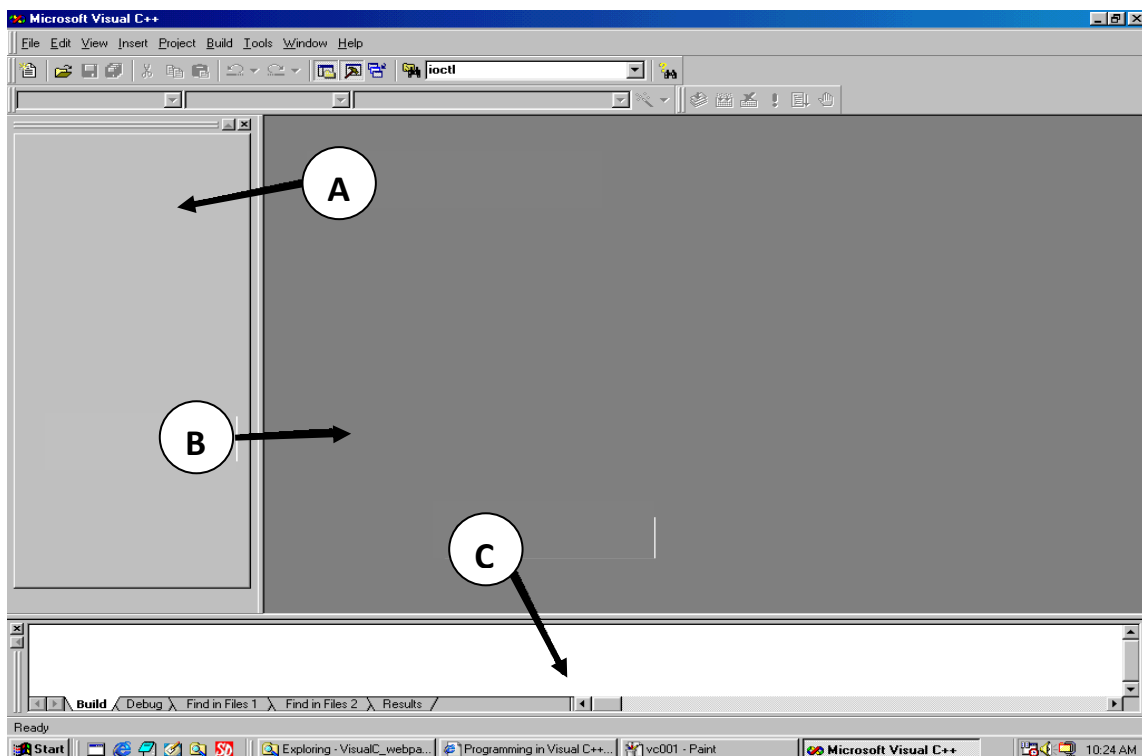 Microsoft Visual C++
File Edit View Insert Project Build Tools Window Help
ioctl
A
B
C
Build Debug Find in Files 1 Find in Files 2 Results
Ready
Start Exploring - VisualC_webpa... Programming in Visual C++... vc001 - Paint Microsoft Visual C++ 10:24 AM